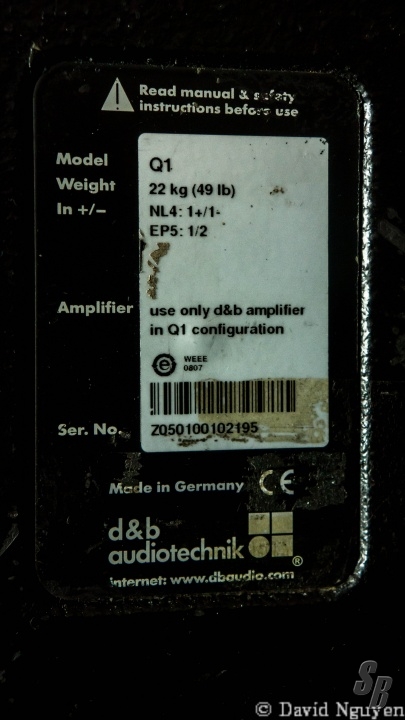 Read manual & safety
instructions before use
Model Q1
Weight 22 kg (49 lb)
In +/– NL4: 1+/1-
EP5: 1/2
Amplifier use only d&b amplifier
in Q1 configuration
e WEEE
0807
Ser. No. Z050100102195
Made in Germany CE
d&b
audiotechnik ®
internet: www.dbaudio.com
SR
© David Nguyen